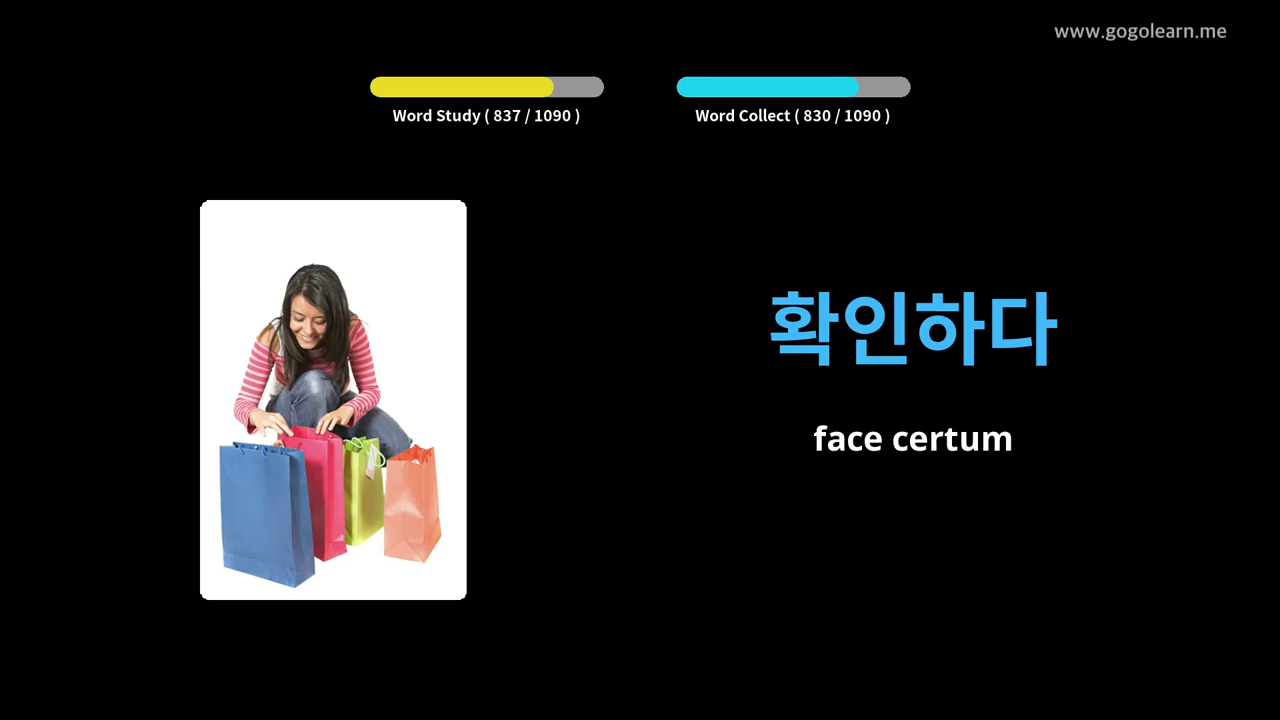 www.gogolearn.me
Word Study ( 837 / 1090 )
Word Collect ( 830 / 1090 )
확인하다
face certum